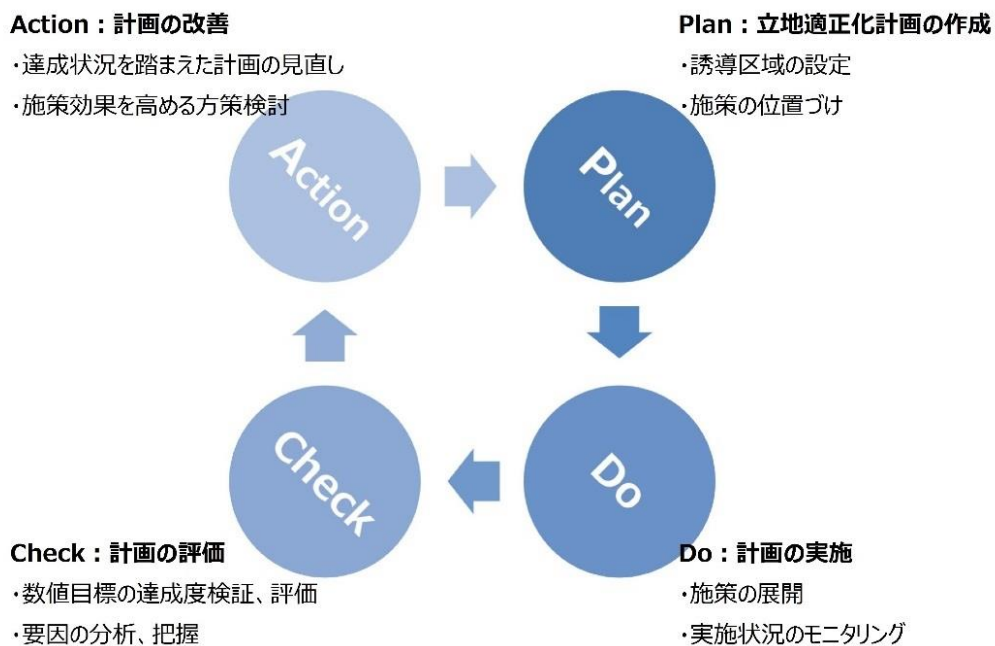 Action：計画の改善
・達成状況を踏まえた計画の見直し
・施策効果を高める方策検討
Plan：立地適正化計画の作成
・誘導区域の設定
・施策の位置づけ
Action
Plan
Check
Do
Check：計画の評価
・数値目標の達成度検証、評価
・要因の分析、把握
Do：計画の実施
・施策の展開
・実施状況のモニタリング